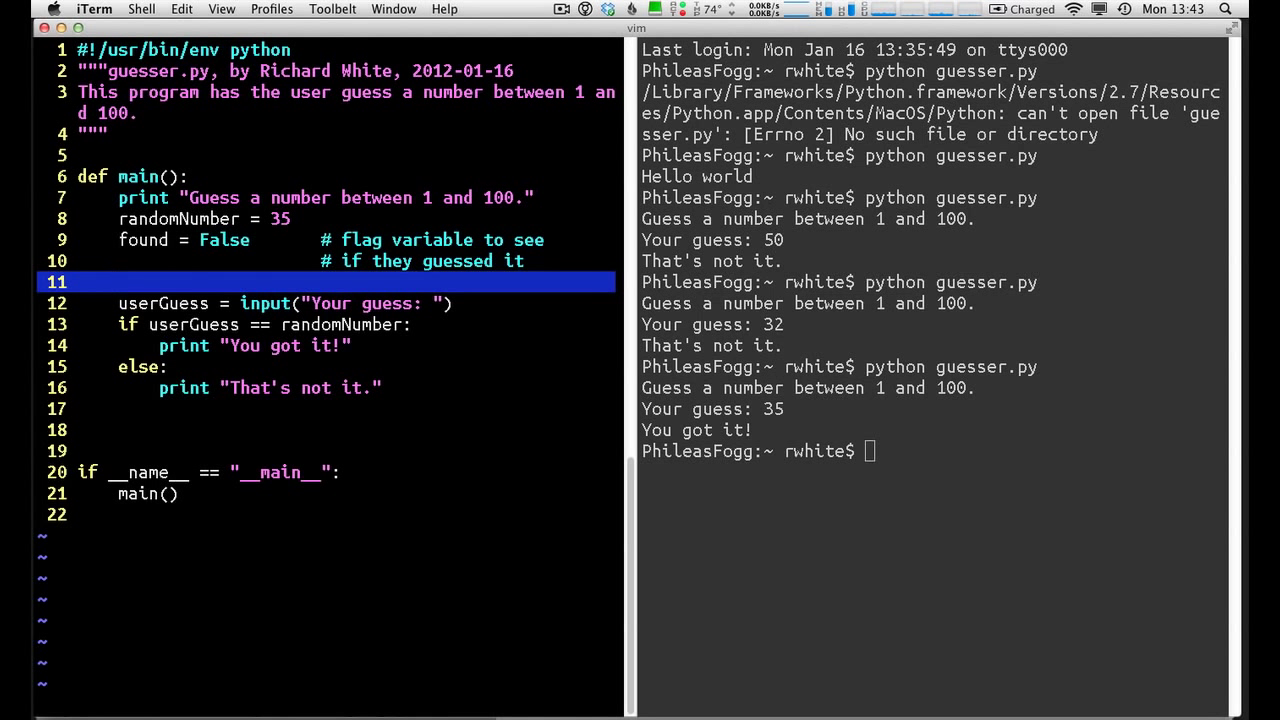 iTerm Shell Edit View Profiles Toolbelt Window Help 74° 0.0KB/s 0.0KB/s Charged Mon 13:43
vim
1 #!/usr/bin/env python
2 """guesser.py, by Richard White, 2012-01-16
3 This program has the user guess a number between 1 an
d 100.
4 """
5
6 def main():
7 print "Guess a number between 1 and 100."
8 randomNumber = 35
9 found = False # flag variable to see
10 # if they guessed it
11
12 userGuess = input("Your guess: ")
13 if userGuess == randomNumber:
14 print "You got it!"
15 else:
16 print "That's not it."
17
18
19
20 if __name__ == "__main__":
21 main()
22
~
~
~
~
~
~
~
~
Last login: Mon Jan 16 13:35:49 on ttys000
PhileasFogg:~ rwhite$ python guesser.py
/Library/Frameworks/Python.framework/Versions/2.7/Resourc
es/Python.app/Contents/MacOS/Python: can't open file 'gue
sser.py': [Errno 2] No such file or directory
PhileasFogg:~ rwhite$ python guesser.py
Hello world
PhileasFogg:~ rwhite$ python guesser.py
Guess a number between 1 and 100.
Your guess: 50
That's not it.
PhileasFogg:~ rwhite$ python guesser.py
Guess a number between 1 and 100.
Your guess: 32
That's not it.
PhileasFogg:~ rwhite$ python guesser.py
Guess a number between 1 and 100.
Your guess: 35
You got it!
PhileasFogg:~ rwhite$